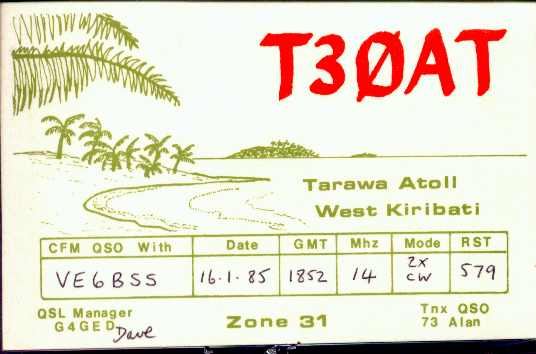 T3ØAT
Tarawa Atoll
West Kiribati
CFM QSO With Date GMT Mhz Mode RST
VE6BSS 16.1.85 1852 14 2X CW 579
QSL Manager
G4GED Dave
Zone 31
Tnx QSO
73 Alan